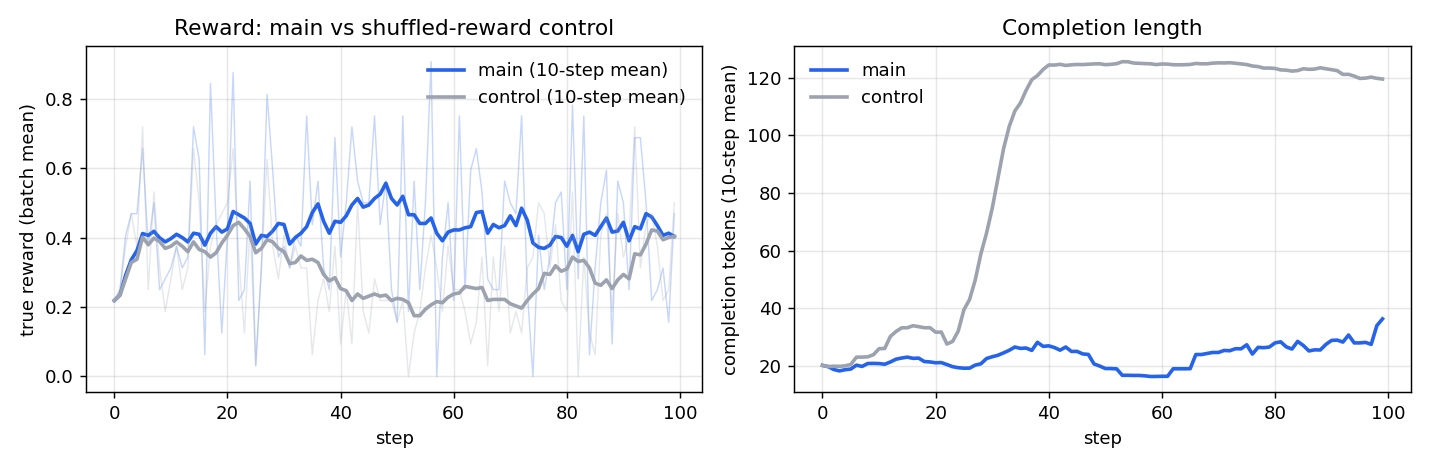 Reward: main vs shuffled-reward control
true reward (batch mean)
0.8
0.6
0.4
0.2
0.0
main (10-step mean)
control (10-step mean)
0 20 40 60 80 100
step
Completion length
completion tokens (10-step mean)
120
100
80
60
40
20
main
control
0 20 40 60 80 100
step